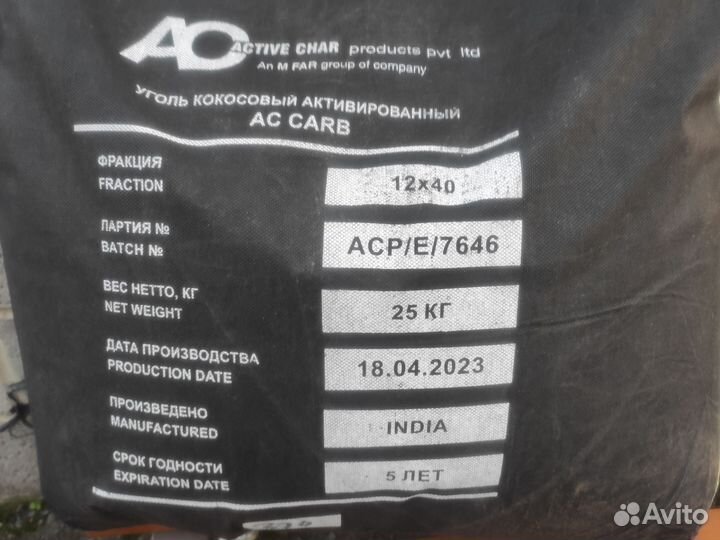 AC ACTIVE CHAR products pvt ltd
An M FAR group of company
УГОЛЬ КОКОСОВЫЙ АКТИВИРОВАННЫЙ
AC CARB
ФРАКЦИЯ
FRACTION
12x40
ПАРТИЯ №
BATCH №
ACP/E/7646
ВЕС НЕТТО, КГ
NET WEIGHT
25 КГ
ДАТА ПРОИЗВОДСТВА
PRODUCTION DATE
18.04.2023
ПРОИЗВЕДЕНО
MANUFACTURED
INDIA
СРОК ГОДНОСТИ
EXPIRATION DATE
5 ЛЕТ
Avito